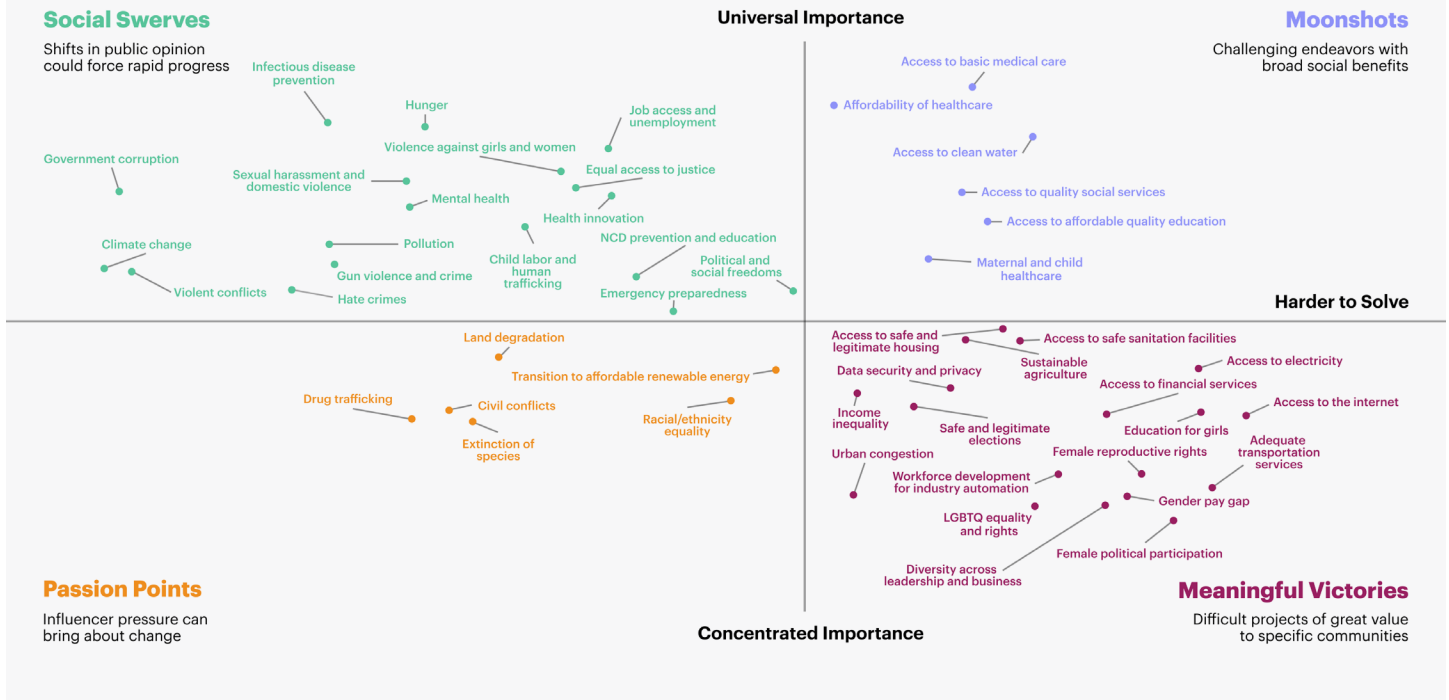 Social Swerves
Shifts in public opinion
could force rapid progress
Universal Importance
Moonshots
Challenging endeavors with
broad social benefits
Infectious disease
prevention
Hunger
Job access and
unemployment
Government corruption
Violence against girls and women
Sexual harassment and
domestic violence
Equal access to justice
Mental health
Health innovation
Climate change
Pollution
NCD prevention and education
Child labor and
human
trafficking
Political and
social freedoms
Gun violence and crime
Violent conflicts
Hate crimes
Emergency preparedness
Access to basic medical care
Affordability of healthcare
Access to clean water
Access to quality social services
Access to affordable quality education
Maternal and child
healthcare
Harder to Solve
Land degradation
Transition to affordable renewable energy
Drug trafficking
Civil conflicts
Racial/ethnicity
equality
Extinction of
species
Access to safe and
legitimate housing
Access to safe sanitation facilities
Sustainable
agriculture
Access to electricity
Data security and privacy
Access to financial services
Access to the internet
Income
inequality
Safe and legitimate
elections
Education for girls
Adequate
transportation
services
Urban congestion
Female reproductive rights
Workforce development
for industry automation
Gender pay gap
LGBTQ equality
and rights
Female political participation
Diversity across
leadership and business
Passion Points
Influencer pressure can
bring about change
Concentrated Importance
Meaningful Victories
Difficult projects of great value
to specific communities